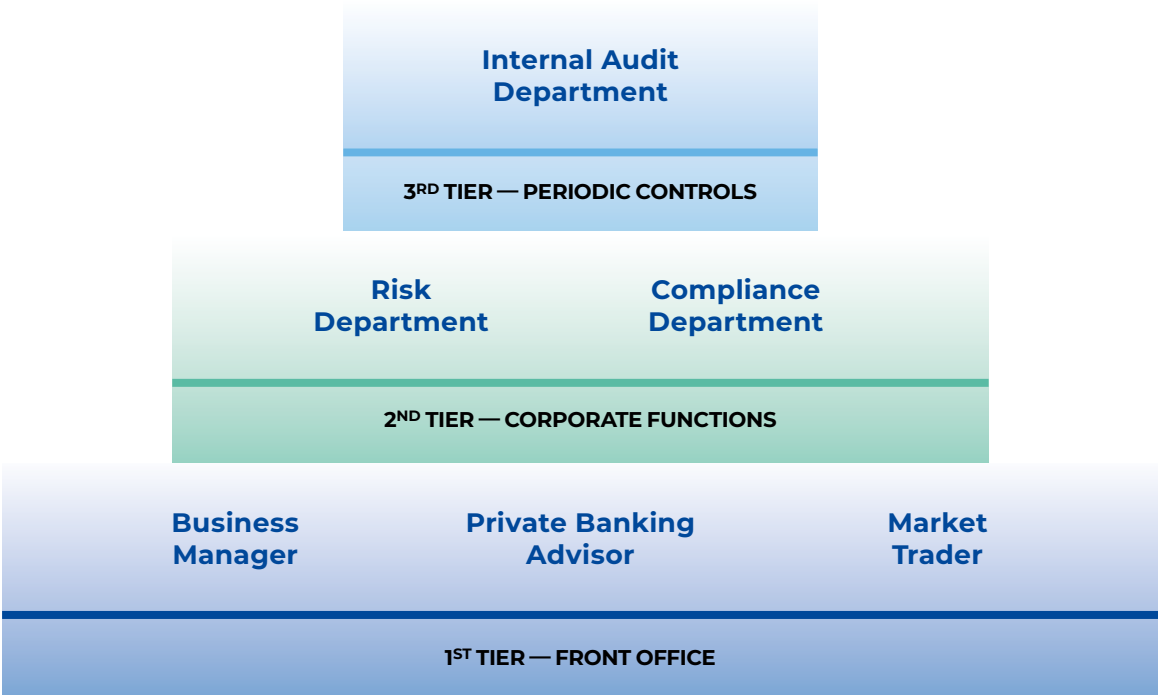 Internal Audit
Department
3RD TIER — PERIODIC CONTROLS
Risk
Department
Compliance
Department
2ND TIER — CORPORATE FUNCTIONS
Business
Manager
Private Banking
Advisor
Market
Trader
1ST TIER — FRONT OFFICE